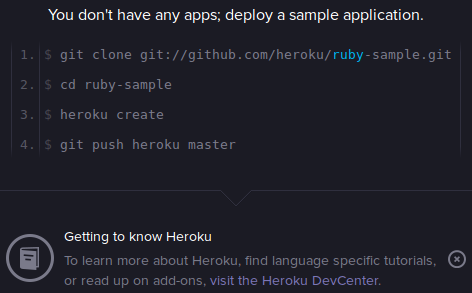 You don't have any apps; deploy a sample application.
1. $ git clone git://github.com/heroku/ruby-sample.git
2. $ cd ruby-sample
3. $ heroku create
4. $ git push heroku master
Getting to know Heroku
To learn more about Heroku, find language specific tutorials,
or read up on add-ons, visit the Heroku DevCenter.